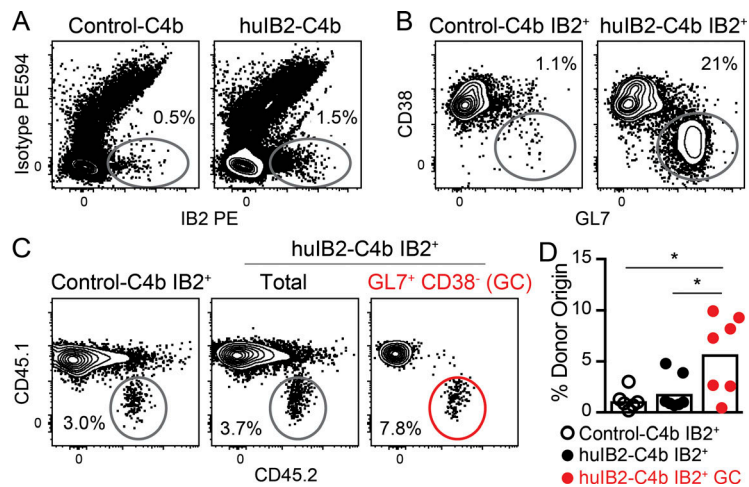 A
Control-C4b
huIB2-C4b
Isotype PE594
0.5%
1.5%
0
0
0
IB2 PE
B
Control-C4b IB2⁺
huIB2-C4b IB2⁺
CD38
1.1%
21%
0
0
0
GL7
C
huIB2-C4b IB2⁺
Control-C4b IB2⁺
Total
GL7⁺ CD38⁻ (GC)
CD45.1
3.0%
3.7%
7.8%
0
0
0
0
CD45.2
D
% Donor Origin
15
10
5
0
*
*
Control-C4b IB2⁺
huIB2-C4b IB2⁺
huIB2-C4b IB2⁺ GC